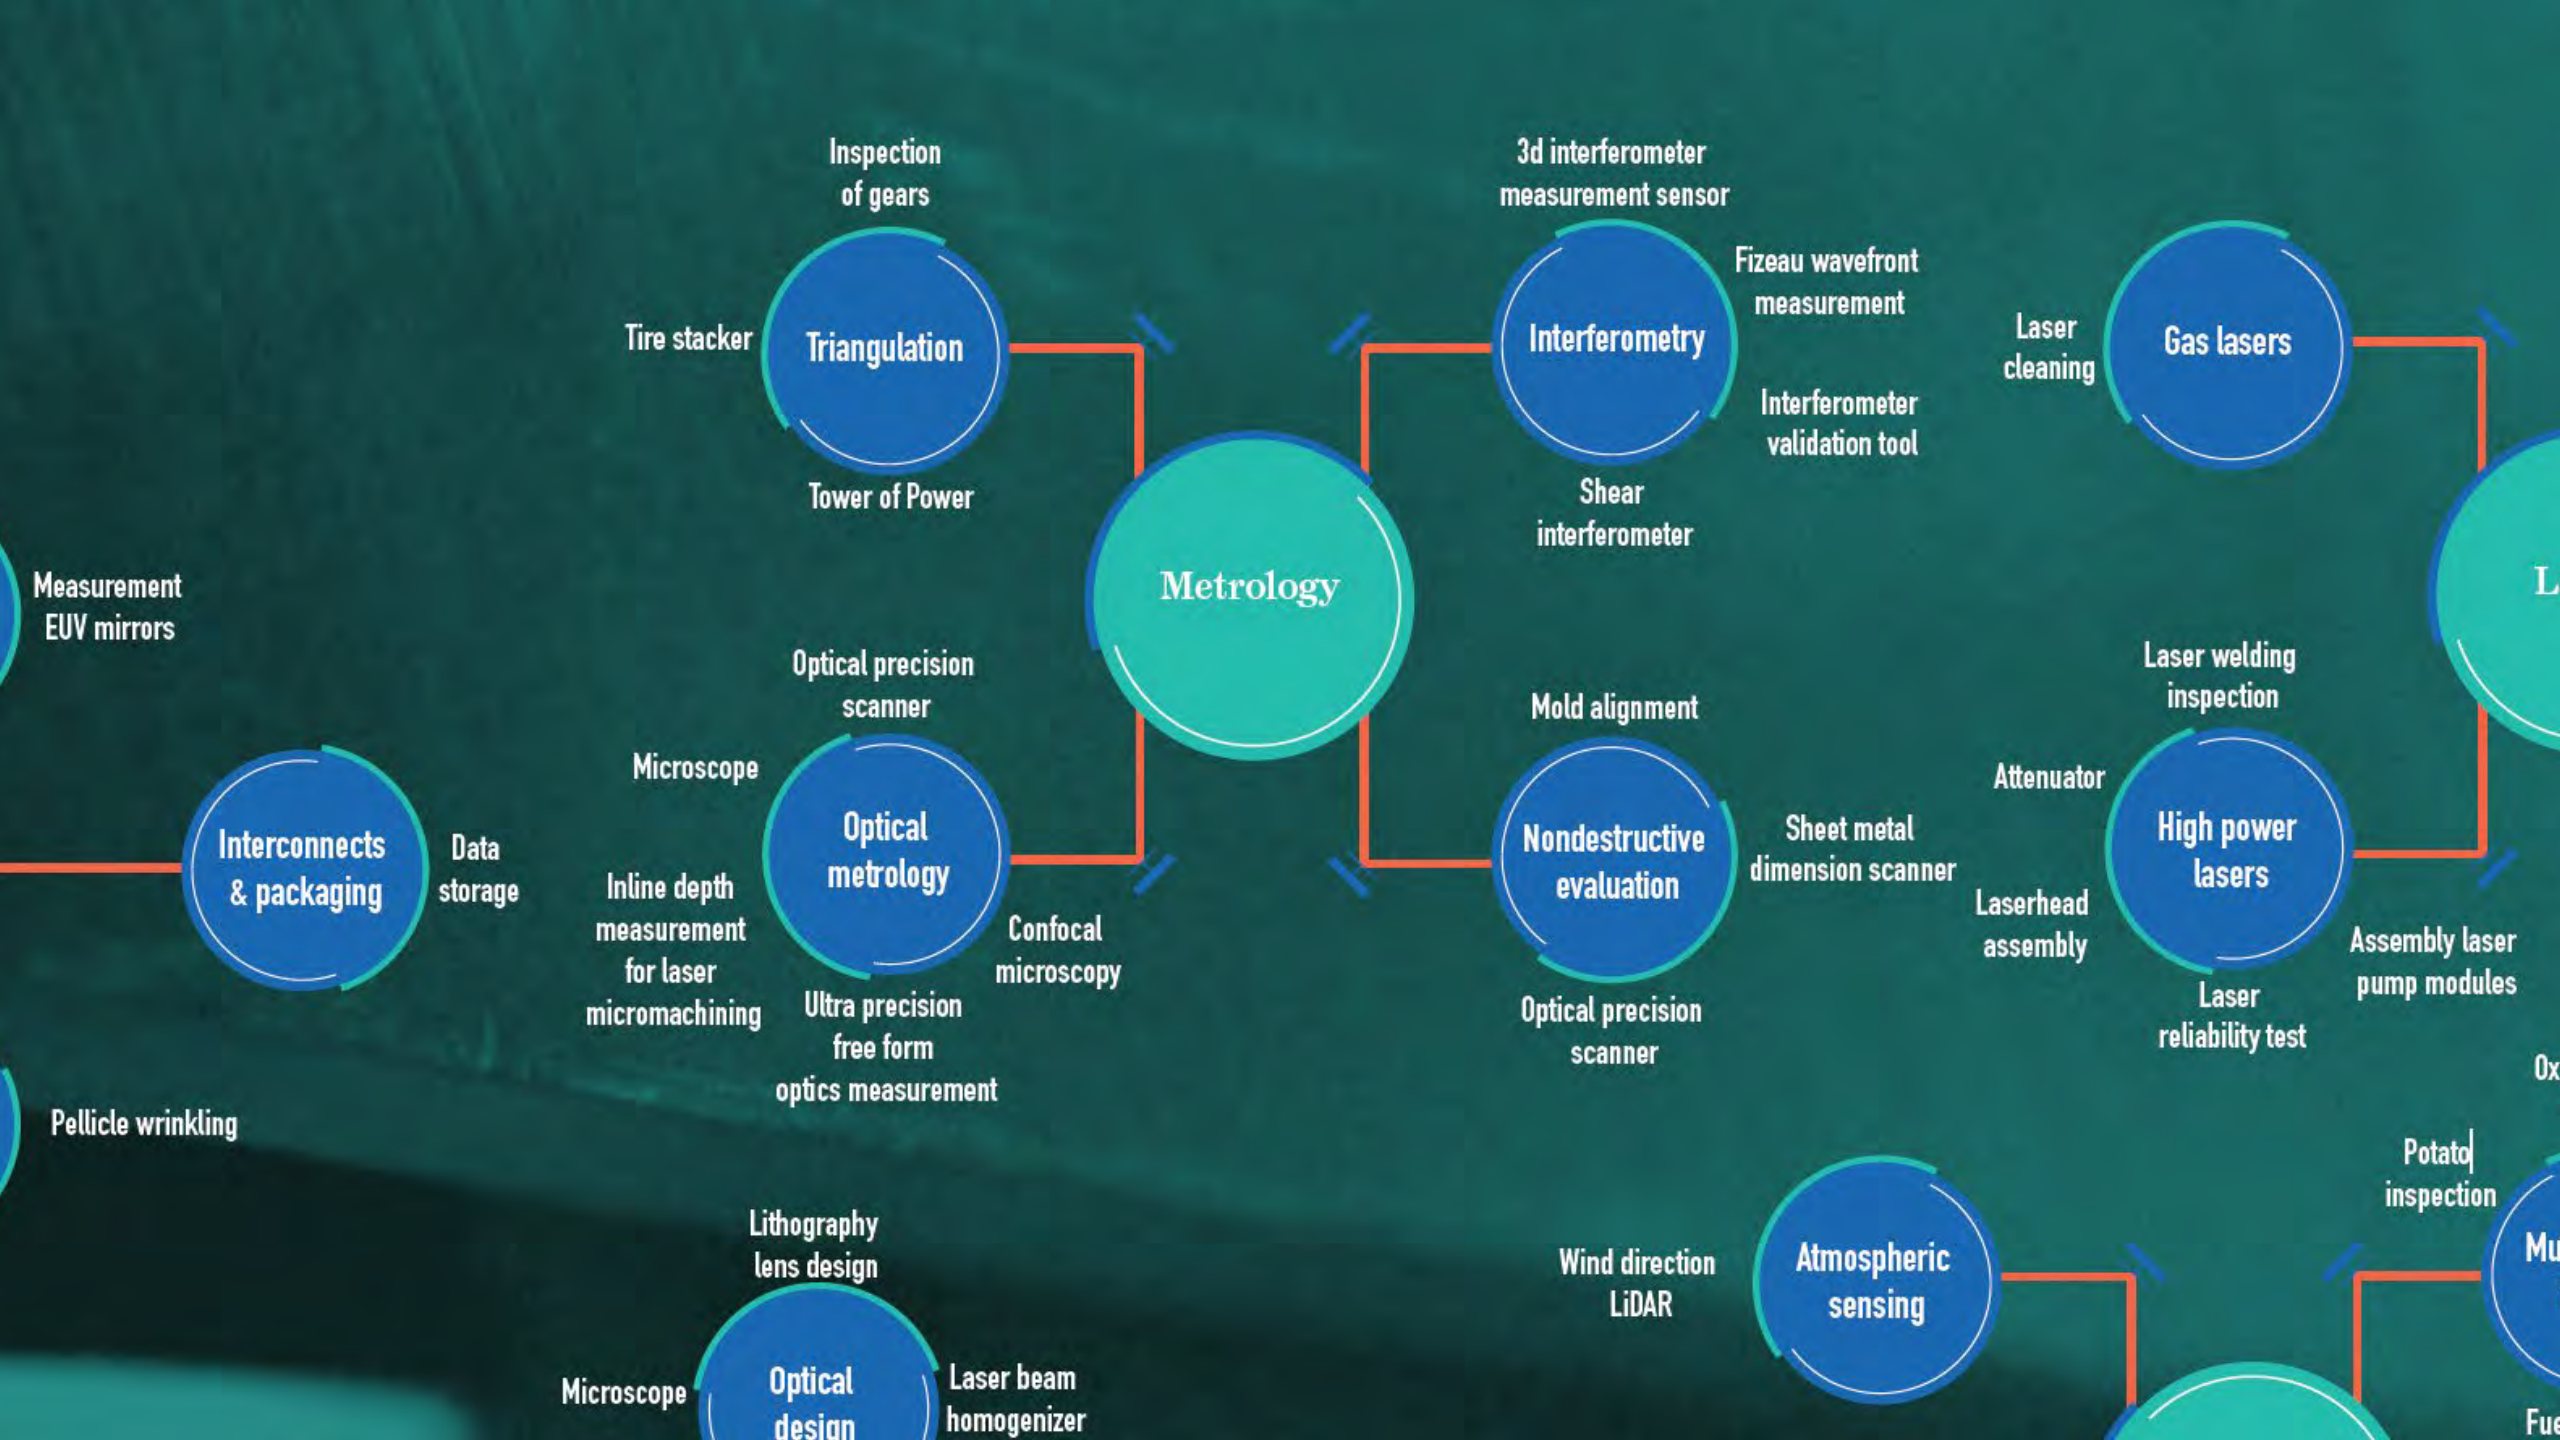 Inspection
of gears
Tire stacker
Triangulation
Tower of Power
3d interferometer
measurement sensor
Fizeau wavefront
measurement
Interferometry
Interferometer
validation tool
Shear
interferometer
Laser
cleaning
Gas lasers
Metrology
Measurement
EUV mirrors
Interconnects
& packaging
Data
storage
Optical precision
scanner
Microscope
Optical
metrology
Inline depth
measurement
for laser
micromachining
Ultra precision
free form
optics measurement
Confocal
microscopy
Mold alignment
Nondestructive
evaluation
Sheet metal
dimension scanner
Optical precision
scanner
Laser welding
inspection
Attenuator
High power
lasers
Laserhead
assembly
Laser
reliability test
Assembly laser
pump modules
Pellicle wrinkling
Potato
inspection
Wind direction
LiDAR
Atmospheric
sensing
Lithography
lens design
Microscope
Optical
design
Laser beam
homogenizer